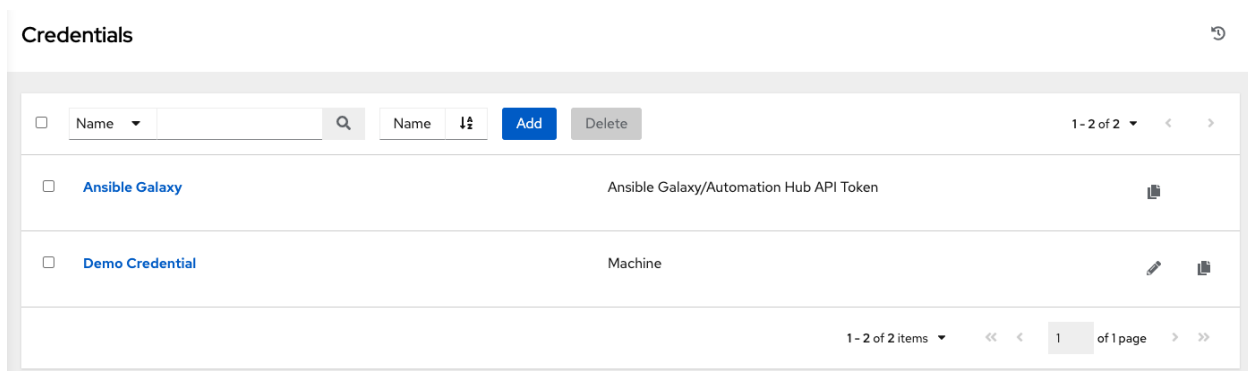 Credentials
Name Name Add Delete 1 - 2 of 2
Ansible Galaxy Ansible Galaxy/Automation Hub API Token
Demo Credential Machine
1 - 2 of 2 items 1 of 1 page